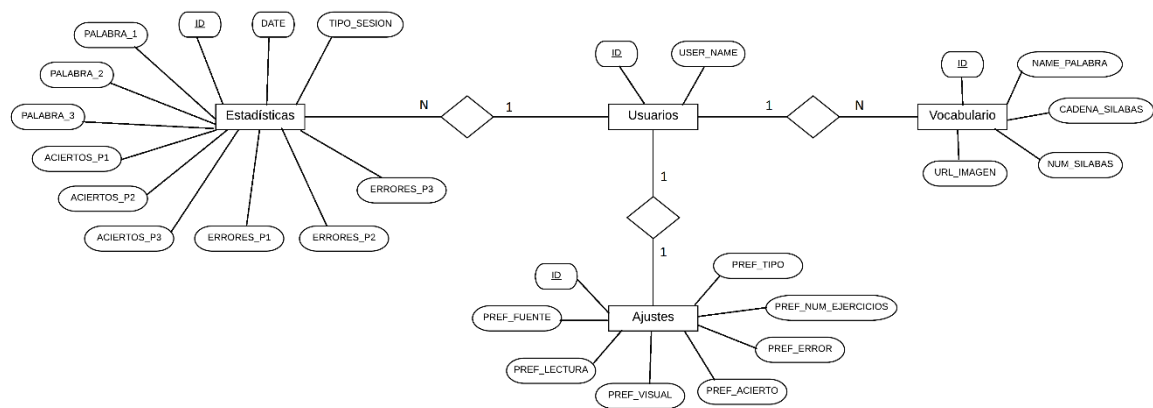 ID
DATE
TIPO_SESION
PALABRA_1
PALABRA_2
PALABRA_3
ACIERTOS_P1
ACIERTOS_P2
ACIERTOS_P3
ERRORES_P1
ERRORES_P2
ERRORES_P3
Estadísticas
N
1
ID
USER_NAME
Usuarios
1
N
ID
NAME_PALABRA
CADENA_SILABAS
NUM_SILABAS
URL_IMAGEN
Vocabulario
1
1
ID
PREF_FUENTE
PREF_LECTURA
PREF_VISUAL
PREF_ACIERTO
PREF_ERROR
PREF_NUM_EJERCICIOS
PREF_TIPO
Ajustes